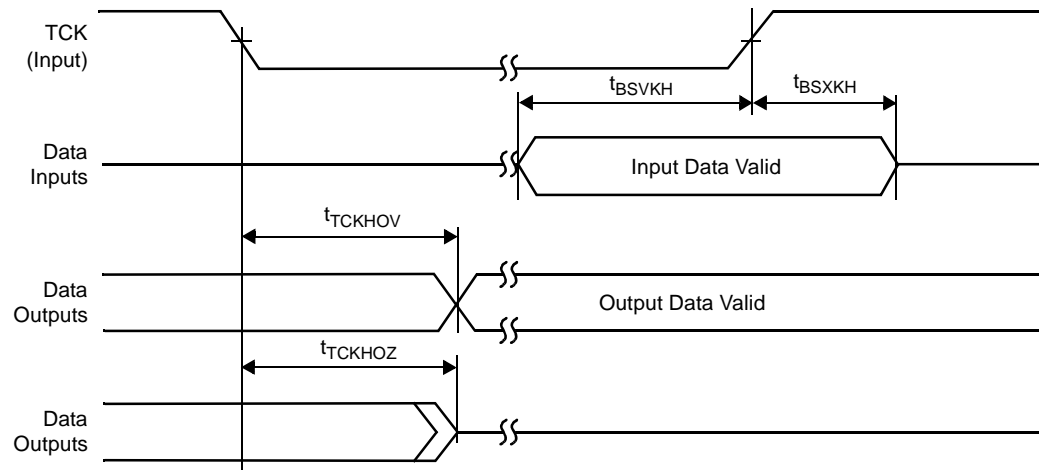 TCK
(Input)
tBSVKH
tBSXKH
Data
Inputs
Input Data Valid
tTCKHOV
Data
Outputs
Output Data Valid
tTCKHOZ
Data
Outputs